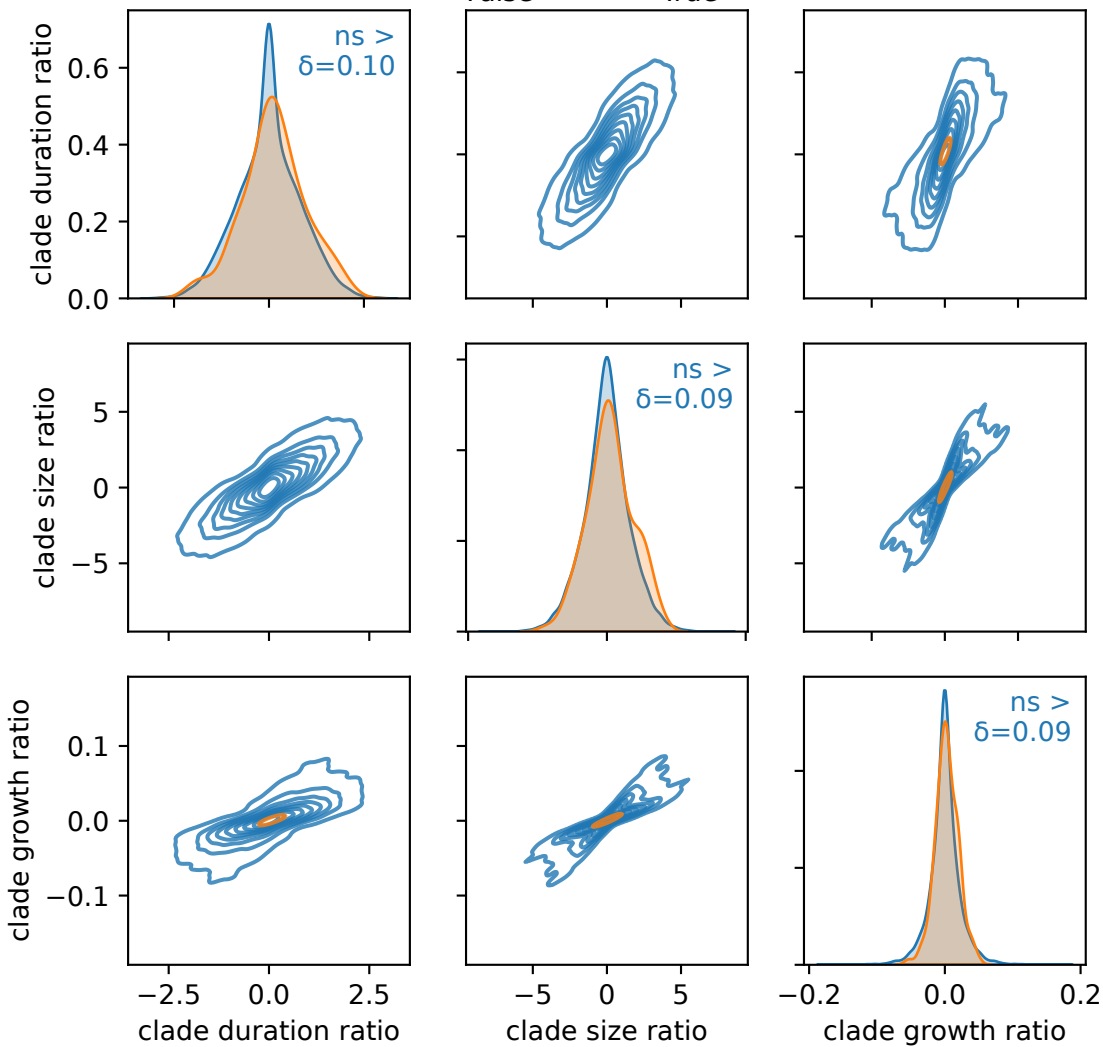 clade duration ratio
0.6
0.4
0.2
0.0
ns >
δ=0.10
clade size ratio
5
0
−5
ns >
δ=0.09
clade growth ratio
0.1
0.0
−0.1
ns >
δ=0.09
−2.5 0.0 2.5
−5 0 5
−0.2 0.0 0.2
clade duration ratio
clade size ratio
clade growth ratio